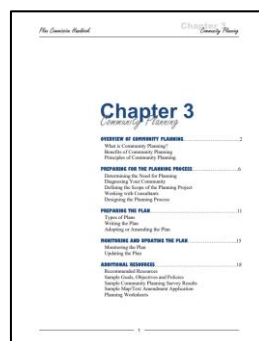 Plan Commission Handbook
Chapter 3
Community Planning
Chapter 3
Community Planning
OVERVIEW OF COMMUNITY PLANNING....................2
What is Community Planning?
Benefits of Community Planning
Principles of Community Planning
PREPARING FOR THE PLANNING PROCESS....................6
Determining the Need for Planning
Diagnosing Your Community
Defining the Scope of the Planning Project
Working with Consultants
Designing the Planning Process
PREPARING THE PLAN....................11
Types of Plans
Writing the Plan
Adopting or Amending the Plan
MONITORING AND UPDATING THE PLAN....................15
Monitoring the Plan
Updating the Plan
ADDITIONAL RESOURCES....................18
Recommended Resources
Sample Goals, Objectives and Policies
Sample Community Planning Survey Results
Sample Map/Text Amendment Application
Planning Worksheets